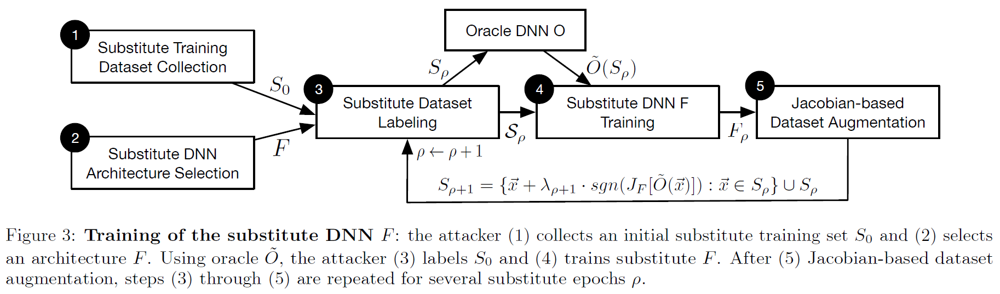 1
Substitute Training
Dataset Collection
S₀
2
Substitute DNN
Architecture Selection
F
3
Substitute Dataset
Labeling
S_ρ
Oracle DNN O
Õ(S_ρ)
𝒮_ρ
4
Substitute DNN F
Training
F_ρ
5
Jacobian-based
Dataset Augmentation
ρ ← ρ + 1
S_{ρ+1} = {x⃗ + λ_{ρ+1} · sgn(J_F[Õ(x⃗)]) : x⃗ ∈ S_ρ} ∪ S_ρ
Figure 3: Training of the substitute DNN F: the attacker (1) collects an initial substitute training set S₀ and (2) selects
an architecture F. Using oracle Õ, the attacker (3) labels S₀ and (4) trains substitute F. After (5) Jacobian-based dataset
augmentation, steps (3) through (5) are repeated for several substitute epochs ρ.